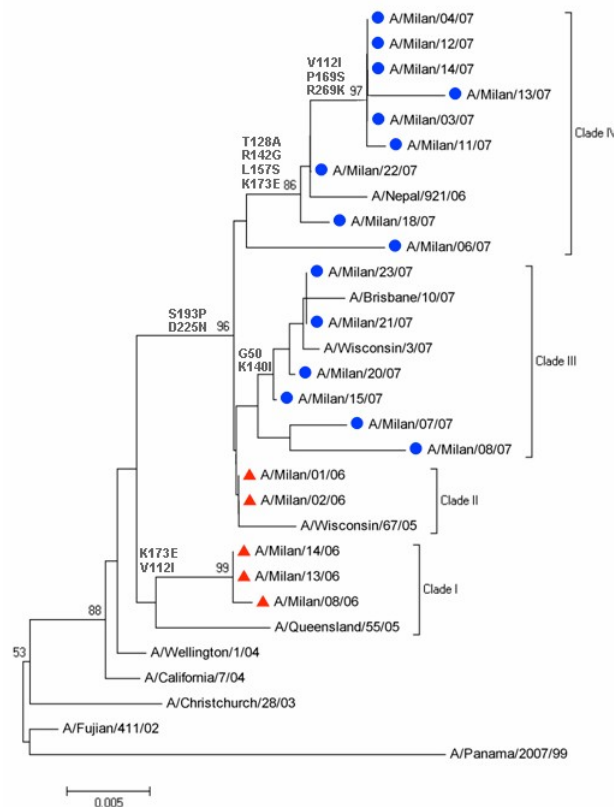 A/Milan/04/07
A/Milan/12/07
V112I
P169S
R269K
97
A/Milan/14/07
A/Milan/13/07
A/Milan/03/07
A/Milan/11/07
Clade IV
T128A
R142G
L157S
K173E
86
A/Milan/22/07
A/Nepal/921/06
A/Milan/18/07
A/Milan/06/07
S193P
D225N
96
A/Milan/23/07
A/Brisbane/10/07
A/Milan/21/07
G50
K140I
A/Wisconsin/3/07
A/Milan/20/07
A/Milan/15/07
A/Milan/07/07
A/Milan/08/07
Clade III
A/Milan/01/06
A/Milan/02/06
A/Wisconsin/67/05
Clade II
K173E
V112I
99
A/Milan/14/06
A/Milan/13/06
A/Milan/08/06
A/Queensland/55/05
Clade I
88
A/Wellington/1/04
53
A/California/7/04
A/Christchurch/28/03
A/Fujian/411/02
A/Panama/2007/99
0.005